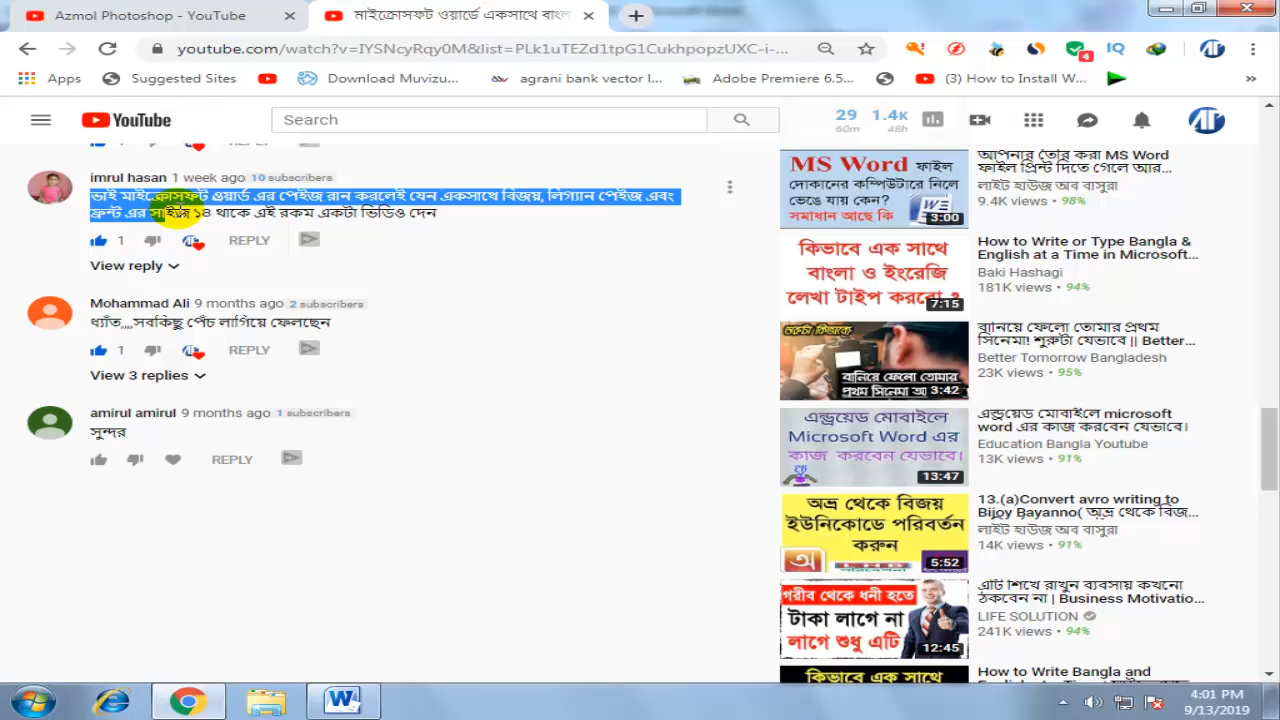 Azmol Photoshop - YouTube
মাইক্রোসফট ওয়ার্ডে একসাথে বাংল
youtube.com/watch?v=IYSNcyRqy0M&list=PLk1uTEZd1tpG1CukhpopzUXC-i-...
Apps
Suggested Sites
Download Muvizu...
agrani bank vector l...
Adobe Premiere 6.5...
(3) How to Install W...
YouTube
Search
29
60m
1.4K
48h
REPLY
imrul hasan 1 week ago 10 subscribers
ভাই মাইক্রোসফট ওয়ার্ড এর পেইজ রান করালেই যেন একসাথে বিজয়, লিগ্যান পেইজ এবং
ফ্রন্ট এর সাইজ ১৪ থাকে এই রকম একটা ভিডিও দেন
1
REPLY
View reply
Mohammad Ali 9 months ago 2 subscribers
ধ্যাঁত,,,,সবকিছু পেঁচ লাগিয়ে ফেলছেন
1
REPLY
View 3 replies
amirul amirul 9 months ago 1 subscribers
সুন্দর
REPLY
MS Word ফাইল
দোকানের কম্পিউটারে নিলে
ভেঙে যায় কেন?
সমাধান আছে কি
3:00
আপনার তৈর করা MS Word
ফাইল প্রিন্ট দিতে গেলে আর...
লাইট হাউজ অব বাসুরা
9.4K views • 98%
কিভাবে এক সাথে
বাংলা ও ইংরেজি
লেখা টাইপ করবো ?
7:15
How to Write or Type Bangla &
English at a Time in Microsoft...
Baki Hashagi
181K views • 94%
শুরুটা কিভাবে
বানিয়ে ফেলো তোমার
প্রথম সিনেমা
3:42
বানিয়ে ফেলো তোমার প্রথম
সিনেমা! শুরুটা যেভাবে || Better...
Better Tomorrow Bangladesh
23K views • 95%
এন্ড্রয়েড মোবাইলে
Microsoft Word এর
কাজ করবেন যেভাবে।
13:47
এন্ড্রয়েড মোবাইলে microsoft
word এর কাজ করবেন যেভাবে।
Education Bangla Youtube
13K views • 91%
অভ্র থেকে বিজয়
ইউনিকোডে পরিবর্তন
করুন
5:52
13.(a)Convert avro writing to
Bijoy Bayanno( অভ্র থেকে বিজ...
লাইট হাউজ অব বাসুরা
14K views • 91%
গরীব থেকে ধনী হতে
টাকা লাগে না
লাগে শুধু এটি
12:45
এটি শিখে রাখুন ব্যবসায় কখনো
ঠকবেন না | Business Motivatio...
LIFE SOLUTION
241K views • 94%
কিভাবে এক সাথে
How to Write Bangla and
4:01 PM
9/13/2019